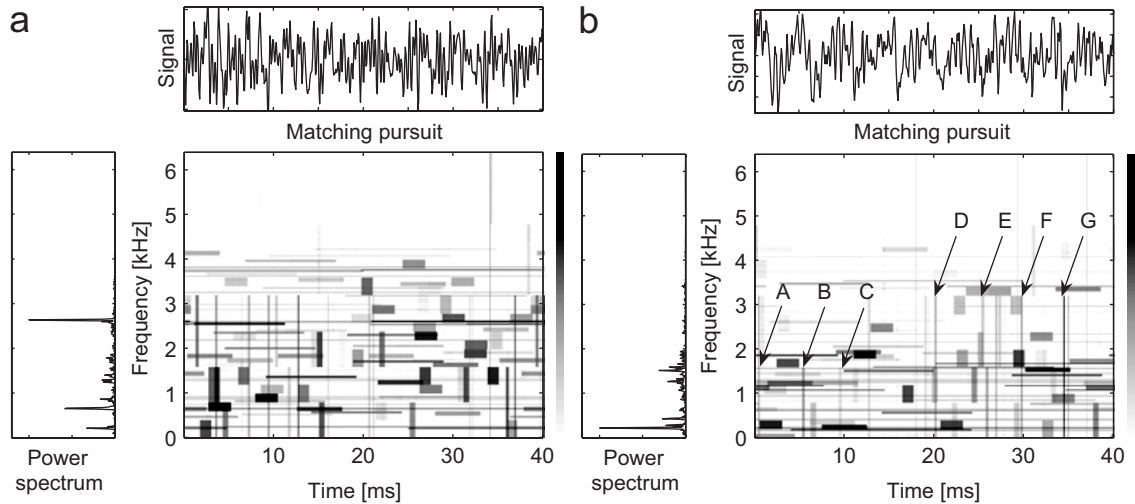 a
Signal
Matching pursuit
Frequency [kHz]
6
5
4
3
2
1
0
10
20
30
40
Power
spectrum
Time [ms]
b
Signal
Matching pursuit
Frequency [kHz]
6
5
4
3
2
1
0
A
B
C
D
E
F
G
10
20
30
40
Power
spectrum
Time [ms]